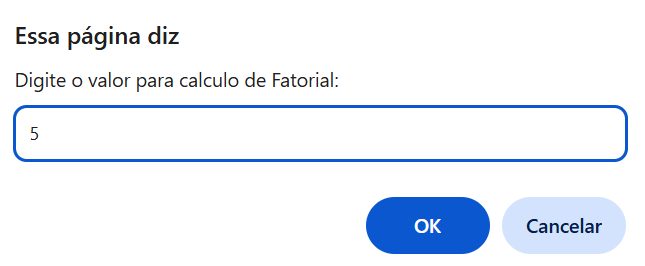 Essa página diz
Digite o valor para calculo de Fatorial:
5
OK
Cancelar